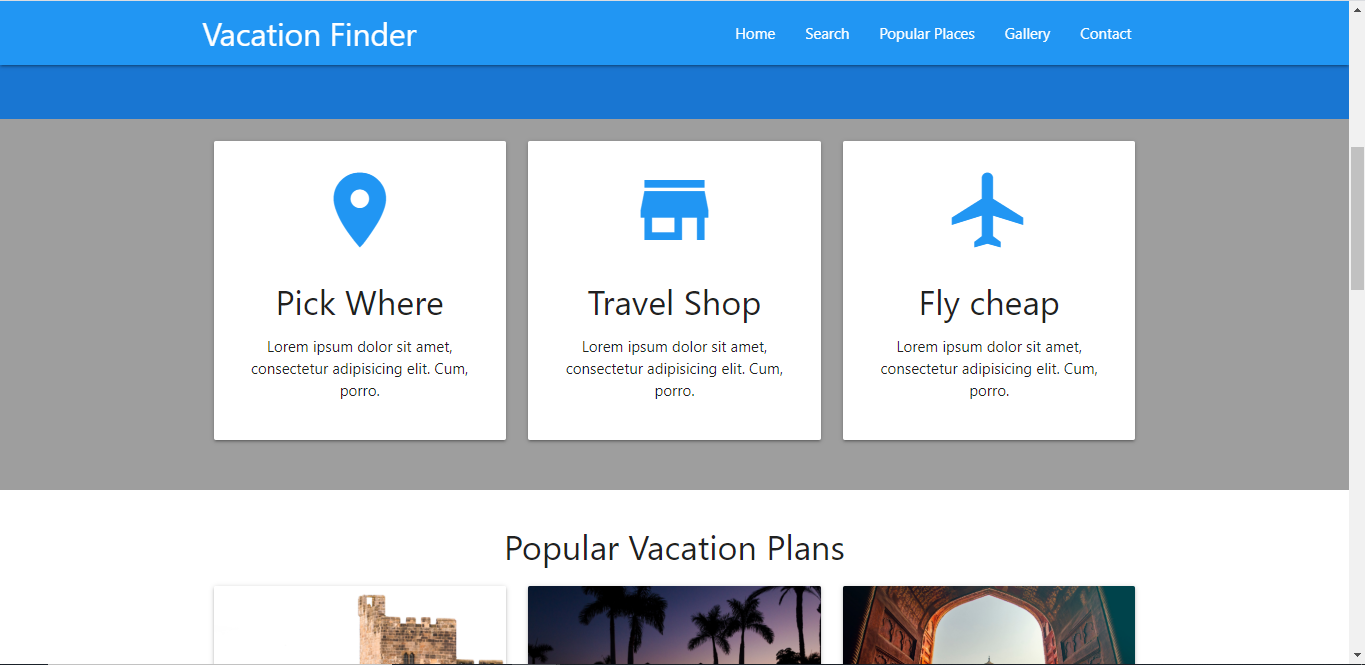 Vacation Finder
Home Search Popular Places Gallery Contact
Pick Where
Lorem ipsum dolor sit amet,
consectetur adipisicing elit. Cum,
porro.
Travel Shop
Lorem ipsum dolor sit amet,
consectetur adipisicing elit. Cum,
porro.
Fly cheap
Lorem ipsum dolor sit amet,
consectetur adipisicing elit. Cum,
porro.
Popular Vacation Plans